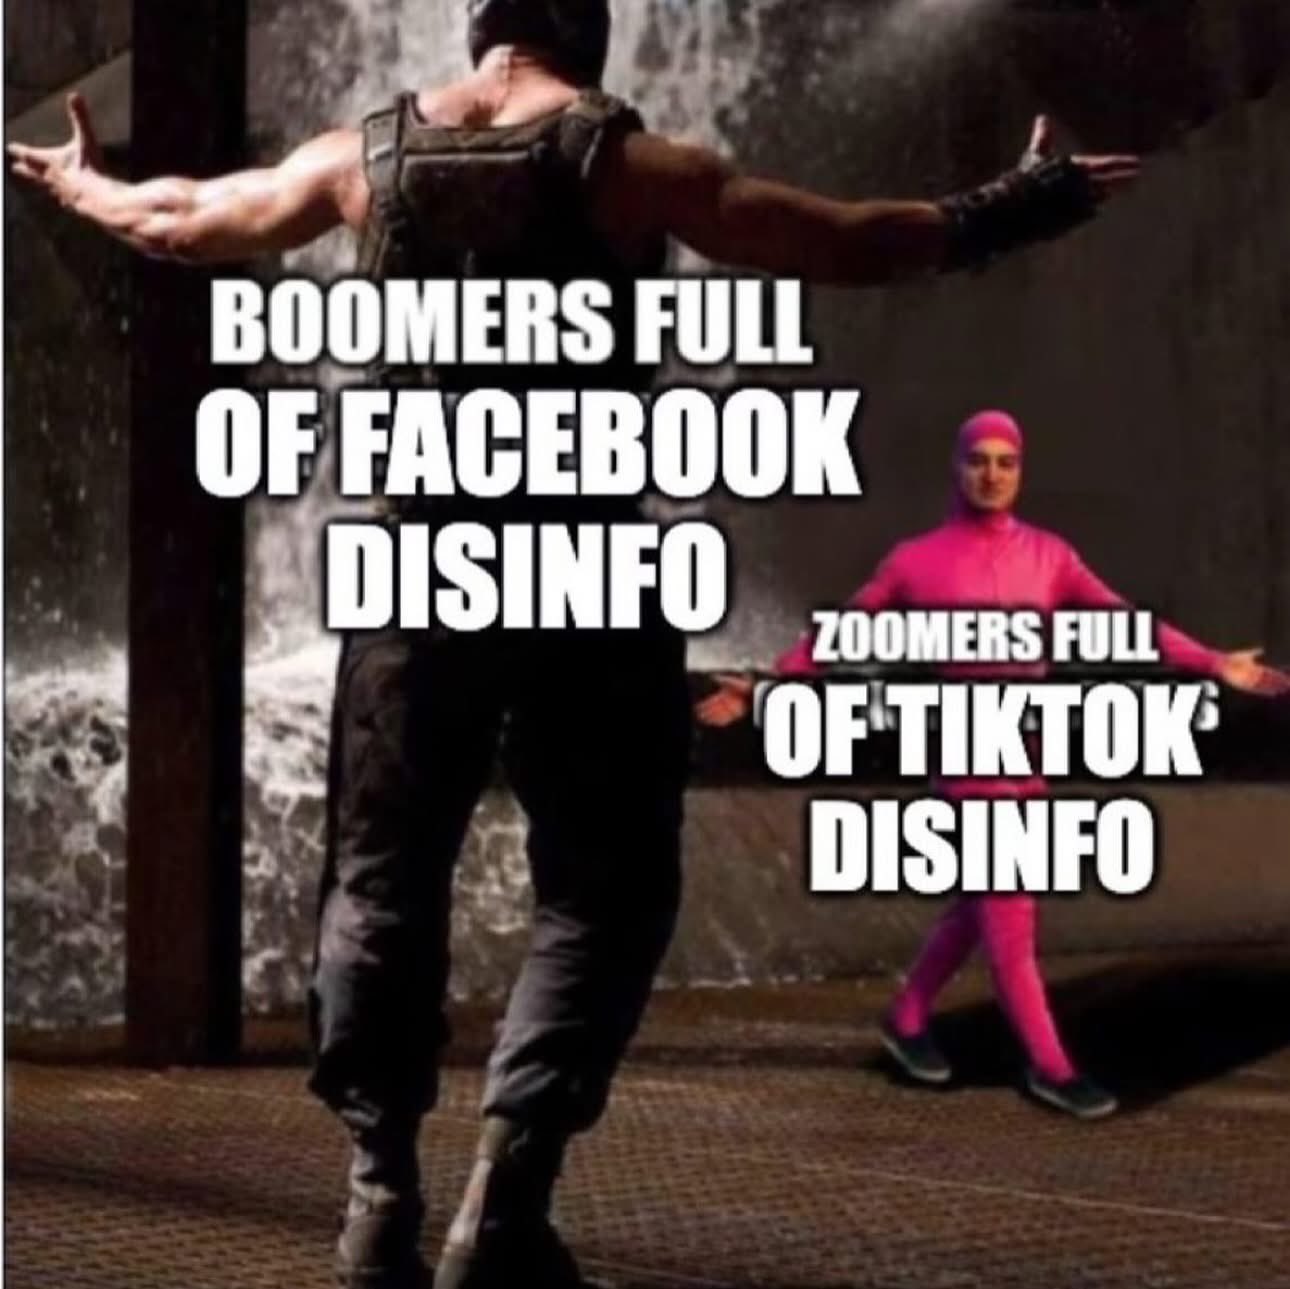 BOOMERS FULL
OF FACEBOOK
DISINFO
ZOOMERS FULL
OF TIKTOK
DISINFO